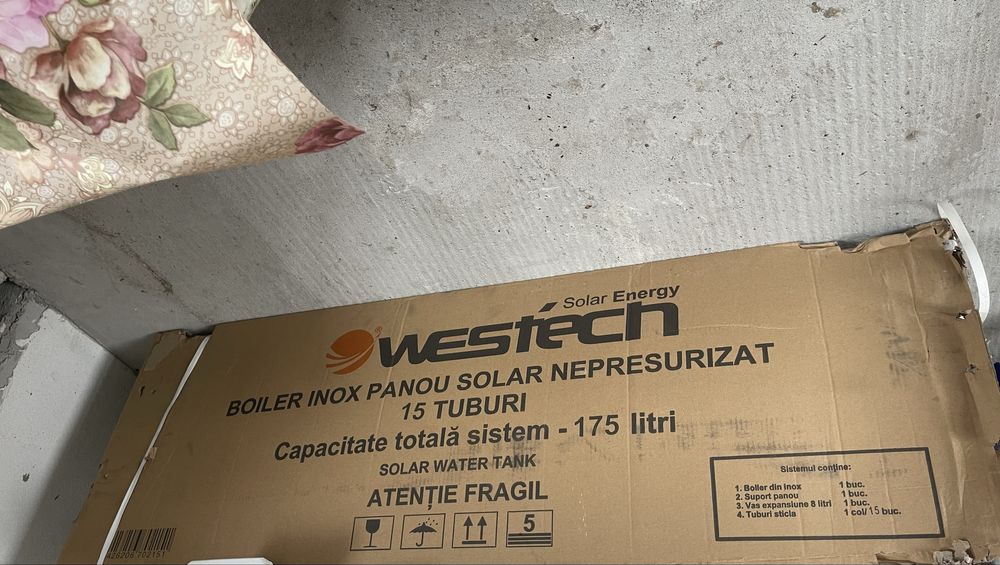 Solar Energy
® WESTECH
BOILER INOX PANOU SOLAR NEPRESURIZAT
15 TUBURI
Capacitate totală sistem - 175 litri
SOLAR WATER TANK
ATENȚIE FRAGIL
5
Sistemul conține:
1. Boiler din inox 1 buc.
2. Suport panou 1 buc.
3. Vas expansiune 8 litri 1 buc.
4. Tuburi sticla 1 col/15 buc.